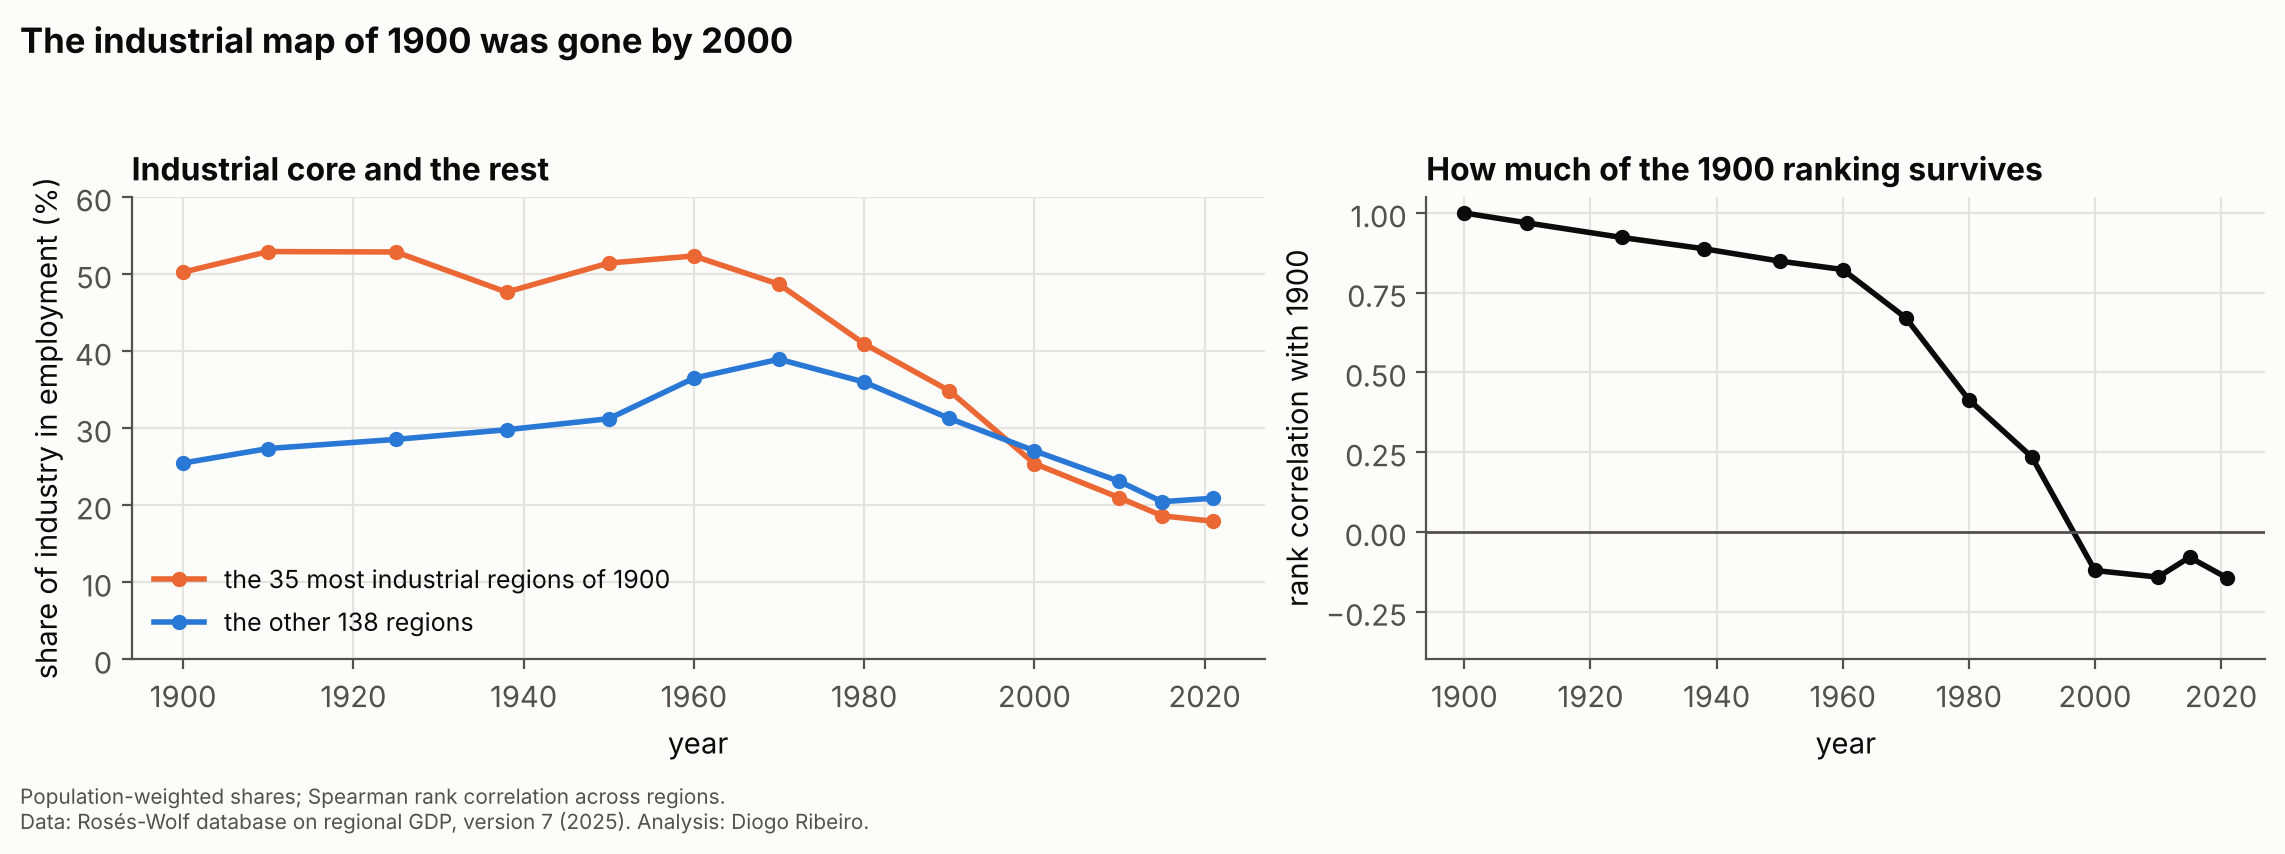 The industrial map of 1900 was gone by 2000
Industrial core and the rest
share of industry in employment (%)
60
50
40
30
20
10
0
the 35 most industrial regions of 1900
the other 138 regions
1900 1920 1940 1960 1980 2000 2020
year
How much of the 1900 ranking survives
rank correlation with 1900
1.00
0.75
0.50
0.25
0.00
−0.25
1900 1920 1940 1960 1980 2000 2020
year
Population-weighted shares; Spearman rank correlation across regions.
Data: Rosés-Wolf database on regional GDP, version 7 (2025). Analysis: Diogo Ribeiro.